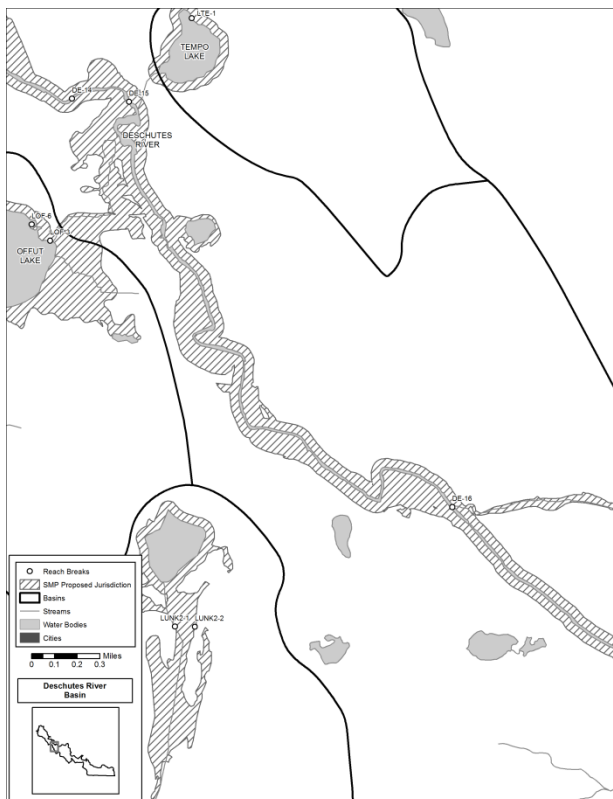 LTE-1
TEMPO
LAKE
DE-14
DE-15
DESCHUTES
RIVER
LOF-6
OF-3
OFFUT
LAKE
DE-16
LUNK2-1
LUNK2-2
Reach Breaks
SMP Proposed Jurisdiction
Basins
Streams
Water Bodies
Cities
Miles
0 0.1 0.2 0.3
Deschutes River
Basin